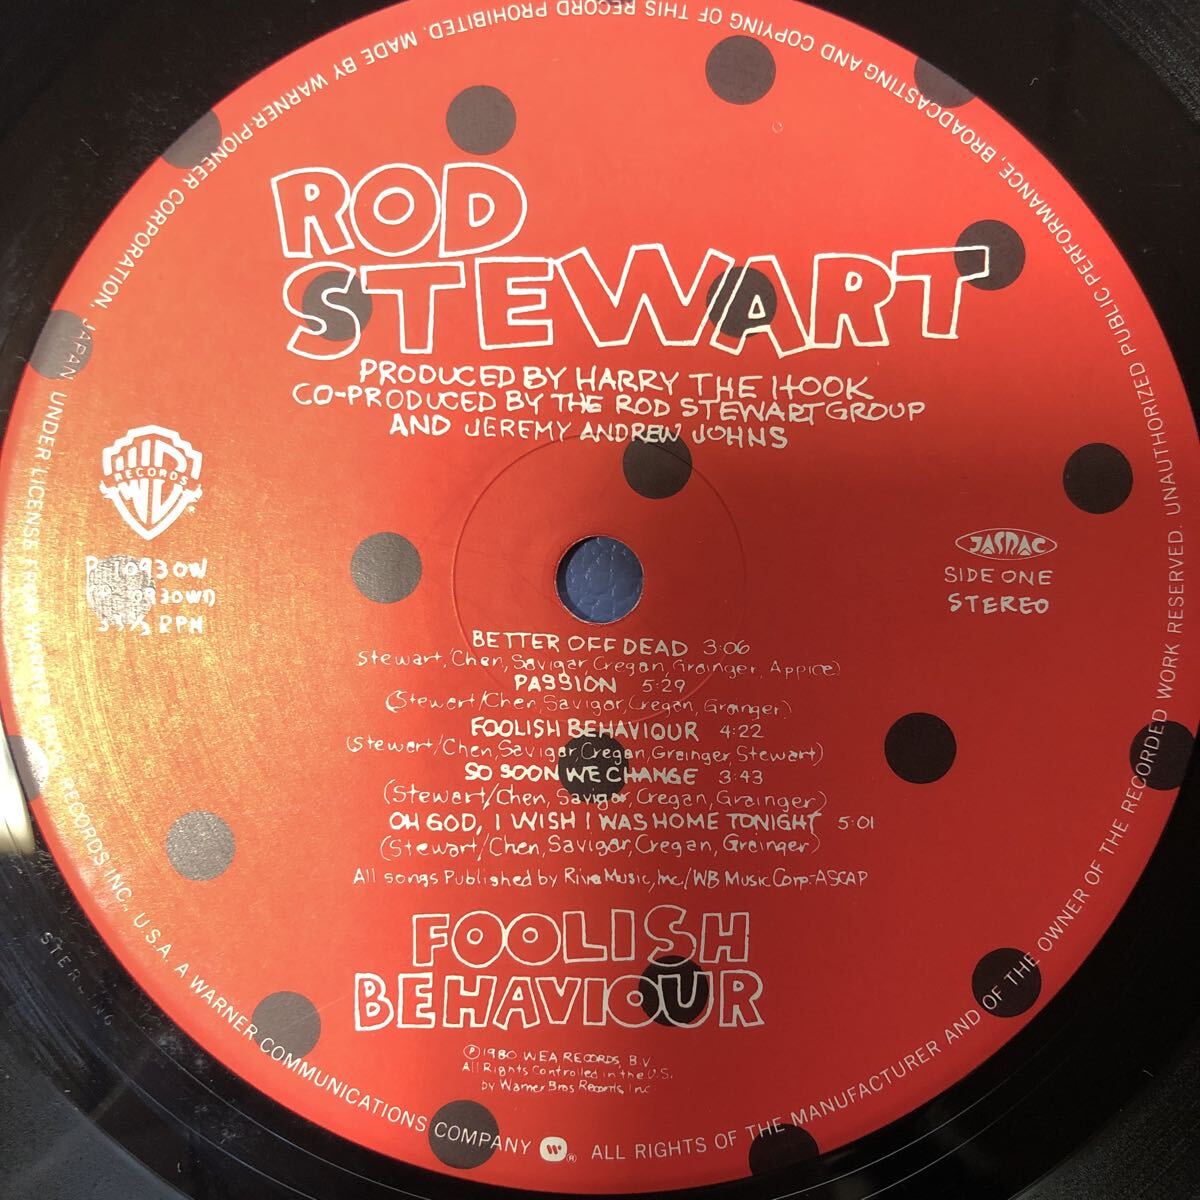 ROD
STEWART
PRODUCED BY HARRY THE HOOK
CO-PRODUCED BY THE ROD STEWART GROUP
AND JEREMY ANDREW JOHNS
RECORDS
P-10930W
33⅓ RPM
JASRAC
SIDE ONE
STEREO
BETTER OFF DEAD 3:06
Stewart, Chen, Savigar, Cregan, Grainger, Appice)
PASSION 5:29
(Stewart/Chen, Savigar, Cregan, Grainger)
FOOLISH BEHAVIOUR 4:22
(Stewart/Chen, Savigar, Cregan, Grainger, Stewart)
SO SOON WE CHANGE 3:43
(Stewart/Chen, Savigar, Cregan, Grainger)
OH GOD, I WISH I WAS HOME TONIGHT 5:01
(Stewart/Chen, Savigar, Cregan, Grainger)
All songs Published by Riva Music, Inc./WB Music Corp.-ASCAP
FOOLISH
BEHAVIOUR
℗1980 WEA RECORDS, B.V.
All Rights Controlled in the U.S.
by Warner Bros Records, Inc
MADE BY WARNER-PIONEER CORPORATION, JAPAN, UNDER LICENSE FROM WARNER BROS. RECORDS INC., U.S.A. A WARNER COMMUNICATIONS COMPANY ® ALL RIGHTS OF THE MANUFACTURER AND OF THE OWNER OF THE RECORDED WORK RESERVED. UNAUTHORIZED PUBLIC PERFORMANCE, BROADCASTING AND COPYING OF THIS RECORD PROHIBITED.
STERLING